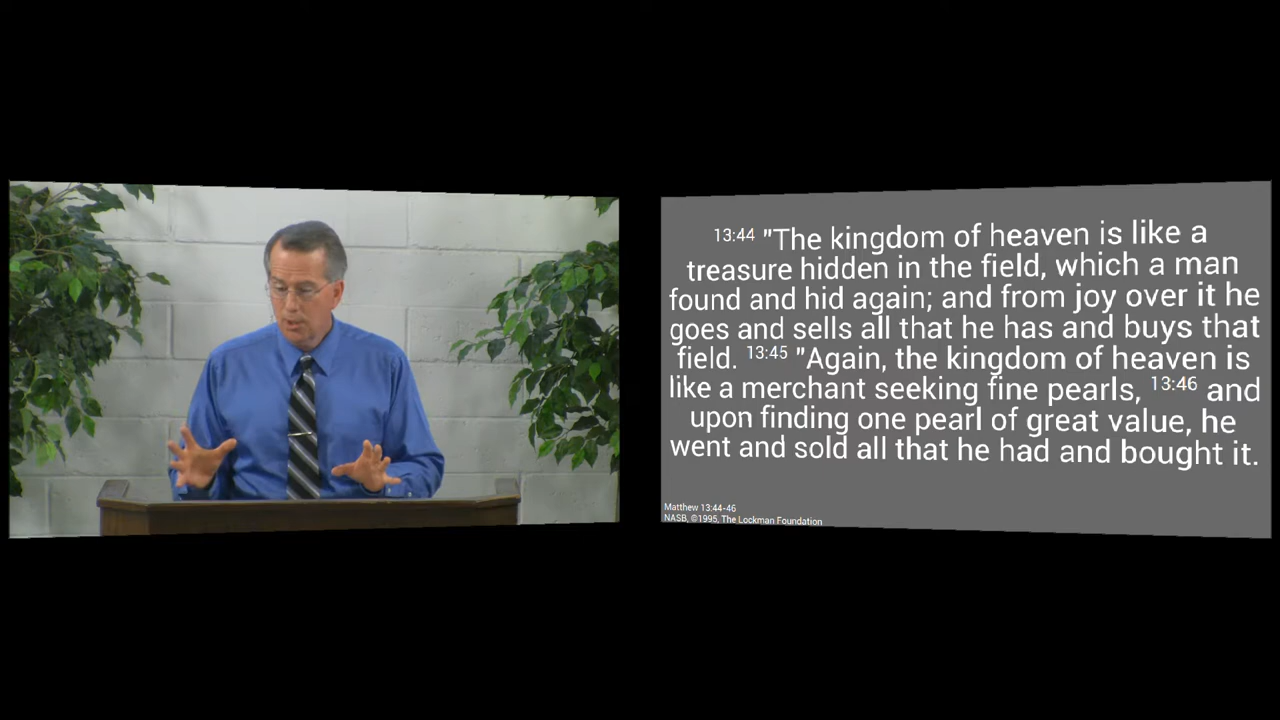 13:44 "The kingdom of heaven is like a
treasure hidden in the field, which a man
found and hid again; and from joy over it he
goes and sells all that he has and buys that
field. 13:45 "Again, the kingdom of heaven is
like a merchant seeking fine pearls, 13:46 and
upon finding one pearl of great value, he
went and sold all that he had and bought it.
Matthew 13:44-46
NASB, ©1995, The Lockman Foundation